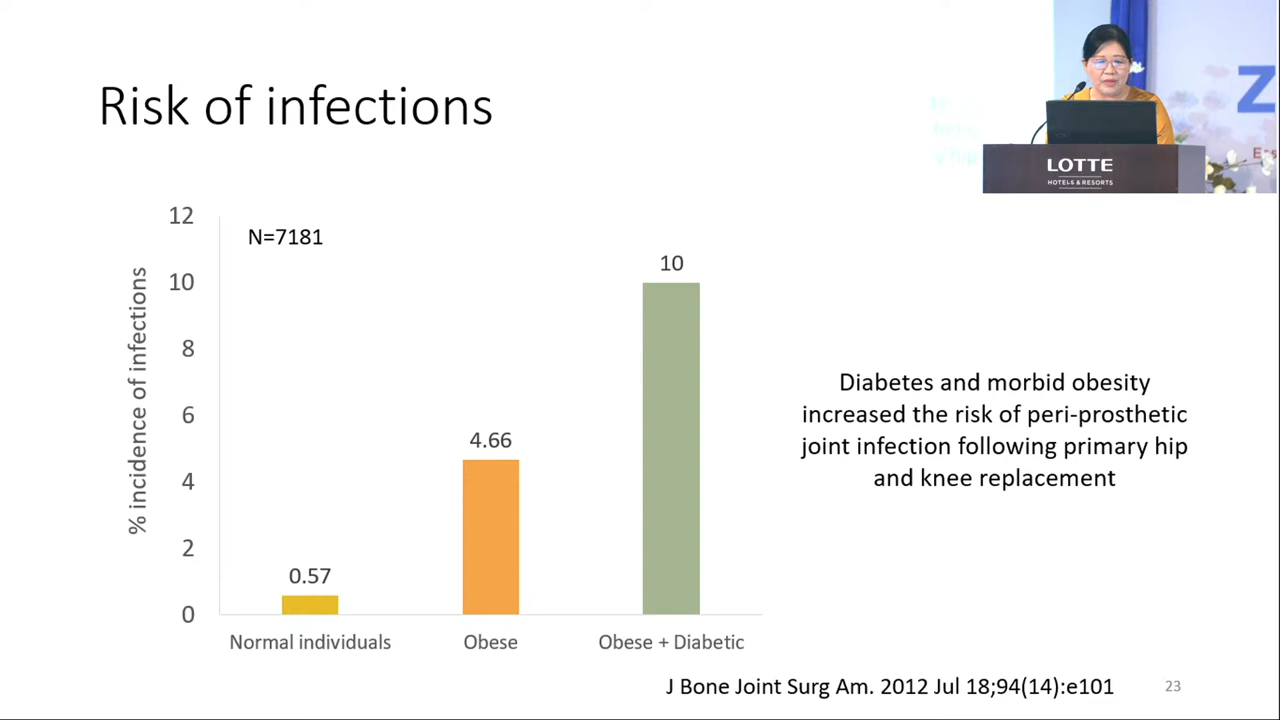 Risk of infections
LOTTE
HOTELS & RESORTS
Z
12
10
8
6
4
2
0
% incidence of infections
N=7181
0.57
4.66
10
Normal individuals
Obese
Obese + Diabetic
Diabetes and morbid obesity
increased the risk of peri-prosthetic
joint infection following primary hip
and knee replacement
J Bone Joint Surg Am. 2012 Jul 18;94(14):e101
23